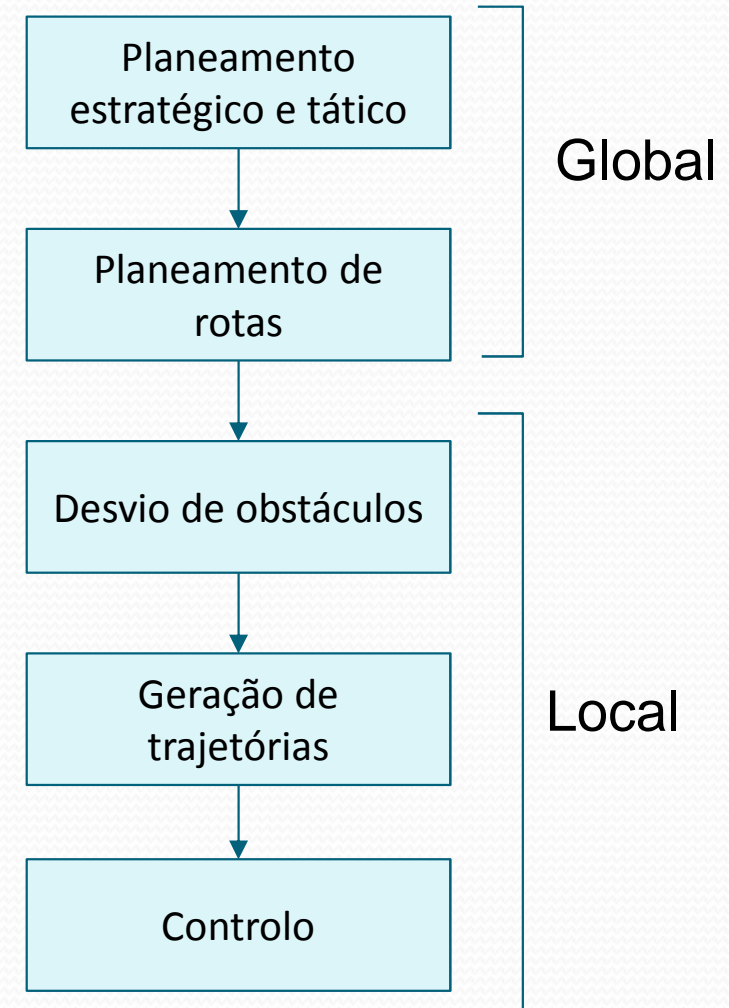 Planeamento
estratégico e tático
Global
Planeamento de
rotas
Desvio de obstáculos
Geração de
trajetórias
Local
Controlo